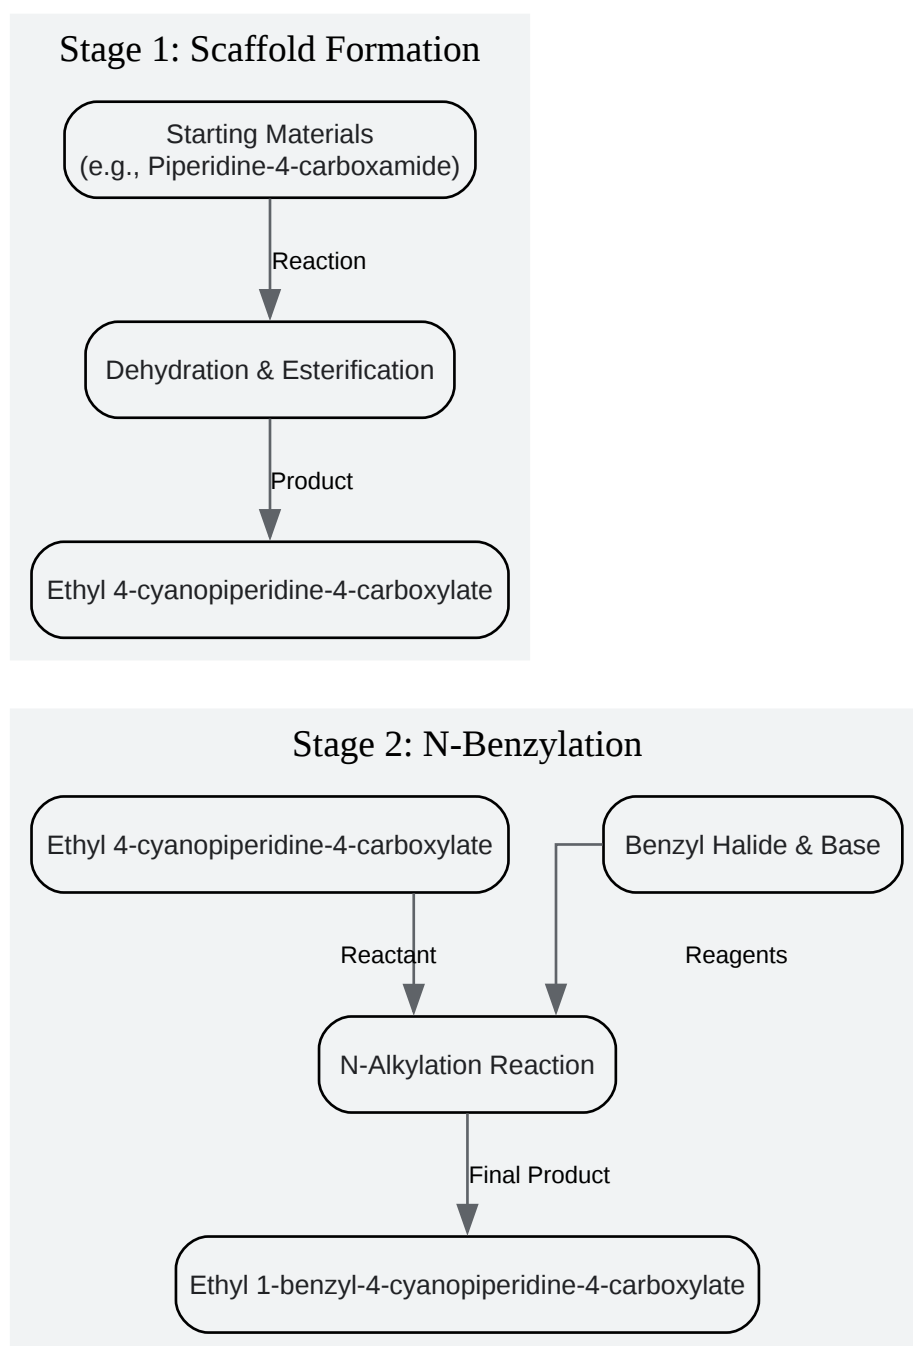 Stage 1: Scaffold Formation
Starting Materials
(e.g., Piperidine-4-carboxamide)
Reaction
Dehydration & Esterification
Product
Ethyl 4-cyanopiperidine-4-carboxylate
Stage 2: N-Benzylation
Ethyl 4-cyanopiperidine-4-carboxylate
Benzyl Halide & Base
Reactant
Reagents
N-Alkylation Reaction
Final Product
Ethyl 1-benzyl-4-cyanopiperidine-4-carboxylate